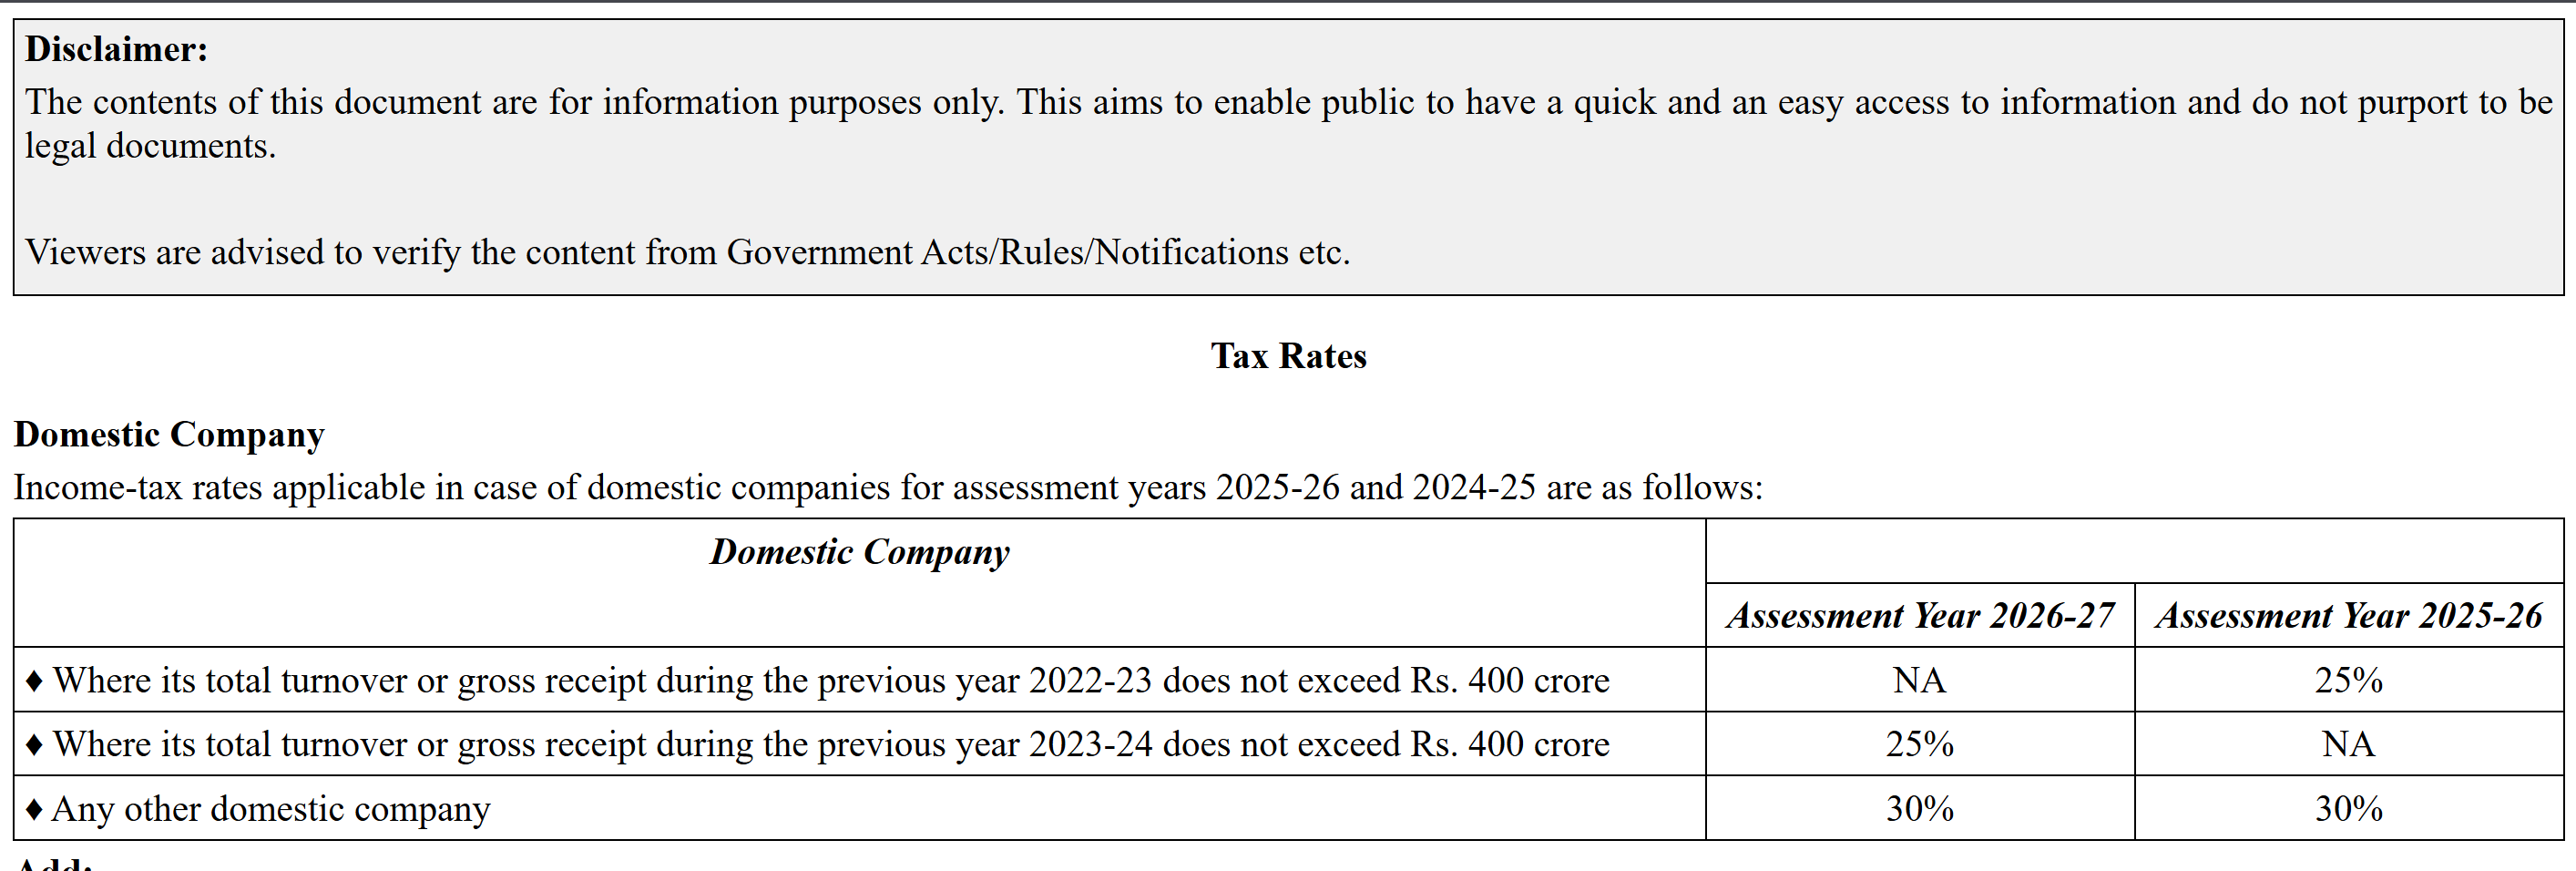 Disclaimer:
The contents of this document are for information purposes only. This aims to enable public to have a quick and an easy access to information and do not purport to be
legal documents.
Viewers are advised to verify the content from Government Acts/Rules/Notifications etc.
Tax Rates
Domestic Company
Income-tax rates applicable in case of domestic companies for assessment years 2025-26 and 2024-25 are as follows:
Domestic Company
Assessment Year 2026-27 Assessment Year 2025-26
♦ Where its total turnover or gross receipt during the previous year 2022-23 does not exceed Rs. 400 crore NA 25%
♦ Where its total turnover or gross receipt during the previous year 2023-24 does not exceed Rs. 400 crore 25% NA
♦ Any other domestic company 30% 30%
Add: